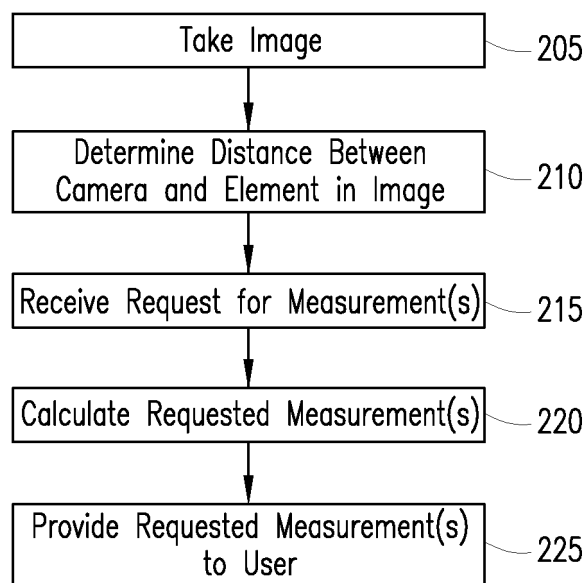 Take Image
205
Determine Distance Between
Camera and Element in Image
210
Receive Request for Measurement(s)
215
Calculate Requested Measurement(s)
220
Provide Requested Measurement(s)
to User
225